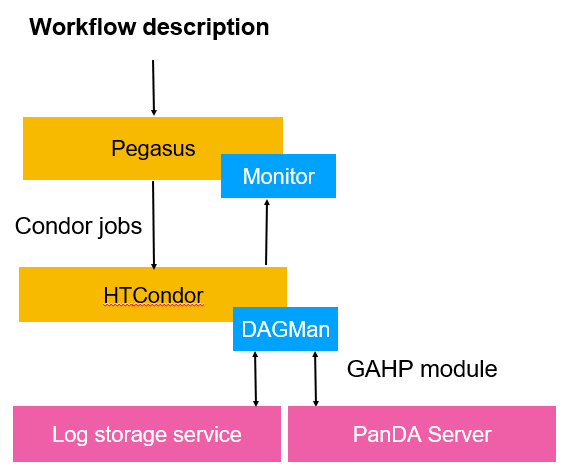 Workflow description
Pegasus
Monitor
Condor jobs
HTCondor
DAGMan
GAHP module
Log storage service
PanDA Server